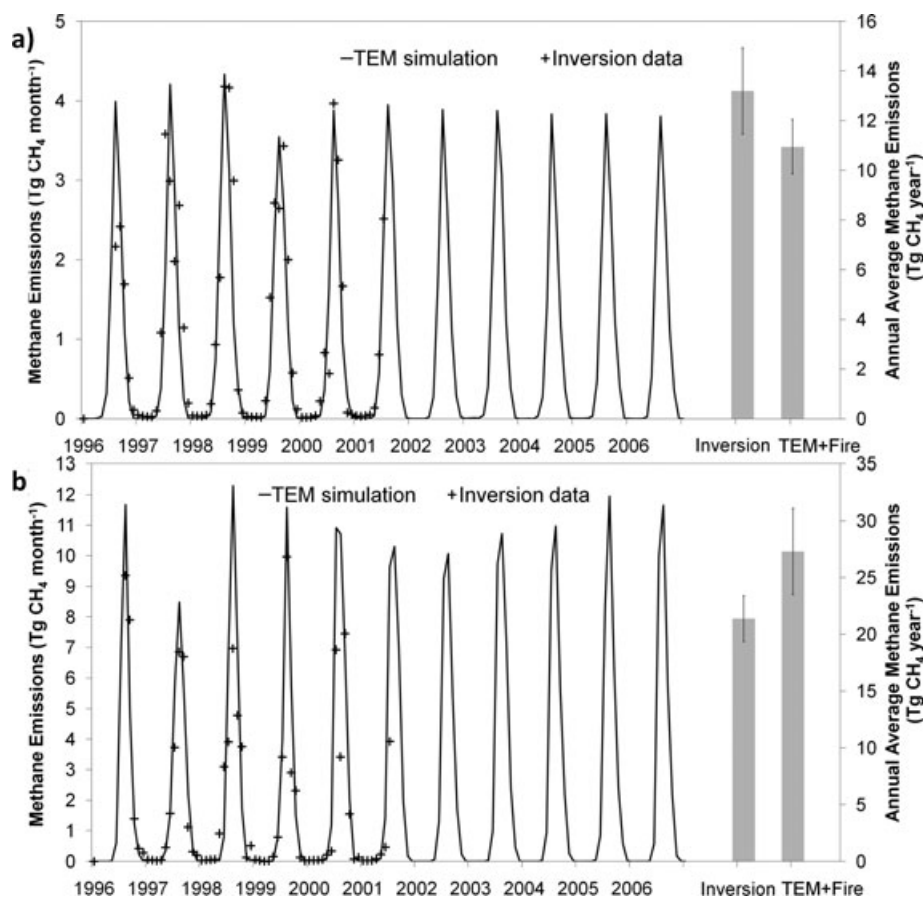 a)
5
4
3
2
1
0
Methane Emissions (Tg CH₄ month⁻¹)
—TEM simulation +Inversion data
16
14
12
10
8
6
4
2
0
Annual Average Methane Emissions
(Tg CH₄ year⁻¹)
1996 1997 1998 1999 2000 2001 2002 2003 2004 2005 2006
Inversion TEM+Fire
b
13
12
11
10
9
8
7
6
5
4
3
2
1
0
Methane Emissions (Tg CH₄ month⁻¹)
—TEM simulation +Inversion data
35
30
25
20
15
10
5
0
Annual Average Methane Emissions
(Tg CH₄ year⁻¹)
1996 1997 1998 1999 2000 2001 2002 2003 2004 2005 2006
Inversion TEM+Fire